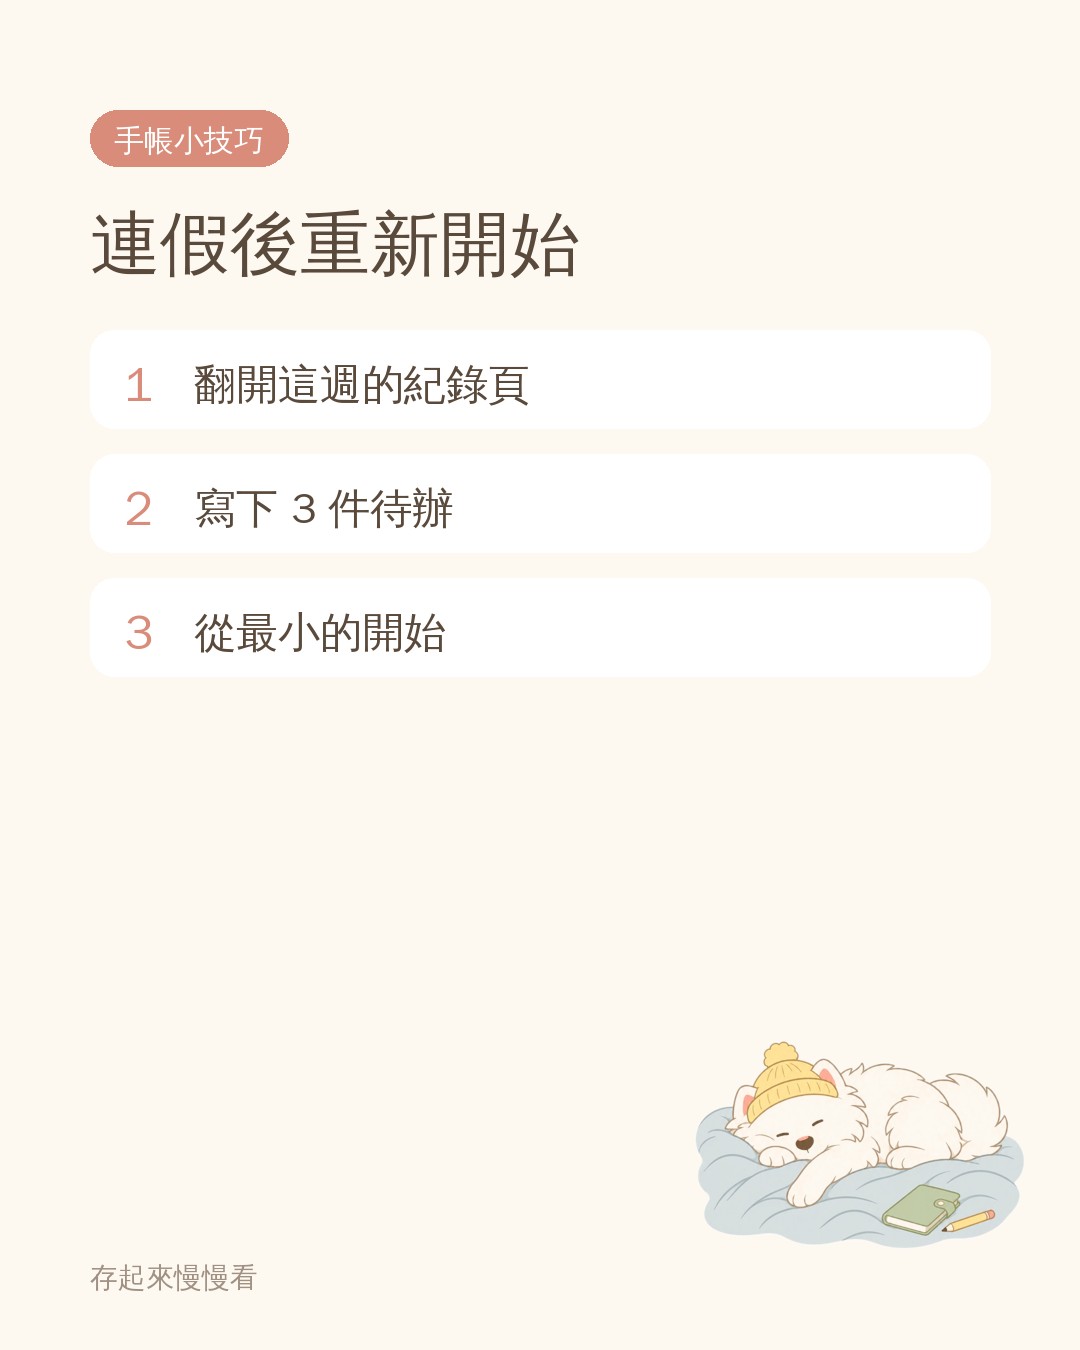 手帳小技巧
連假後重新開始
1 翻開這週的紀錄頁
2 寫下 3 件待辦
3 從最小的開始
存起來慢慢看